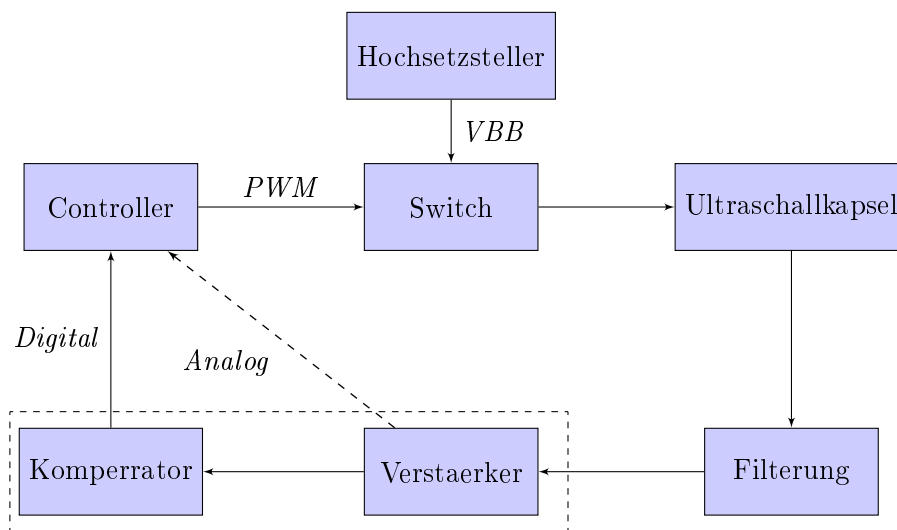 Hochsetzsteller
VBB
Controller
PWM
Switch
Ultraschallkapsel
Digital
Analog
Komperrator
Verstaerker
Filterung